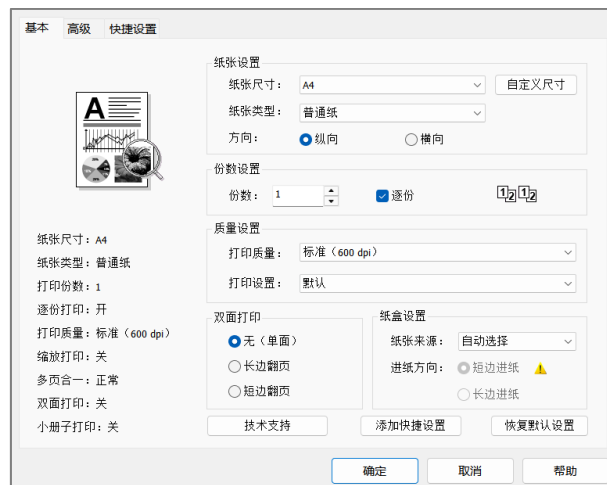 基本 高级 快捷设置
纸张设置
纸张尺寸： A4 自定义尺寸
纸张类型： 普通纸
方向： 纵向 横向
份数设置
份数： 1 逐份
质量设置
打印质量： 标准（600 dpi）
打印设置： 默认
双面打印
无（单面）
长边翻页
短边翻页
纸盒设置
纸张来源： 自动选择
进纸方向： 短边进纸
长边进纸
纸张尺寸：A4
纸张类型：普通纸
打印份数：1
逐份打印：开
打印质量：标准（600 dpi）
缩放打印：关
多页合一：正常
双面打印：关
小册子打印：关
技术支持 添加快捷设置 恢复默认设置
确定 取消 帮助